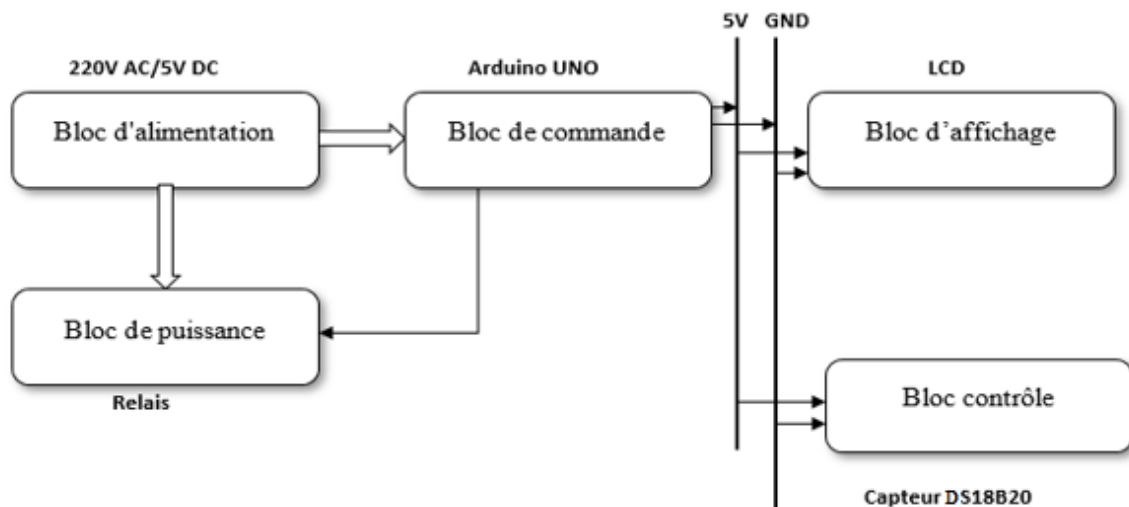 5V GND
220V AC/5V DC
Arduino UNO
LCD
Bloc d'alimentation
Bloc de commande
Bloc d’affichage
Bloc de puissance
Relais
Bloc contrôle
Capteur DS18B20